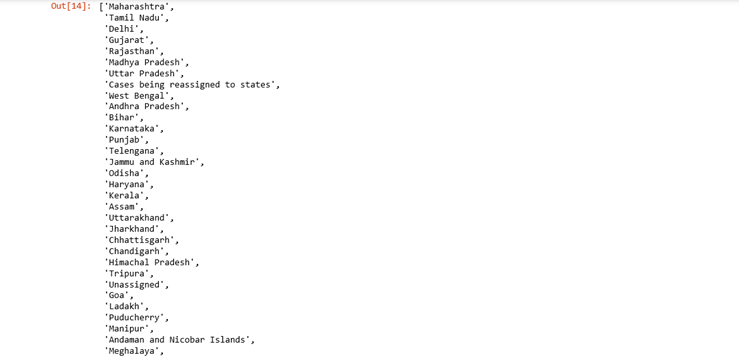 Out[14]: ['Maharashtra',
'Tamil Nadu',
'Delhi',
'Gujarat',
'Rajasthan',
'Madhya Pradesh',
'Uttar Pradesh',
'Cases being reassigned to states',
'West Bengal',
'Andhra Pradesh',
'Bihar',
'Karnataka',
'Punjab',
'Telengana',
'Jammu and Kashmir',
'Odisha',
'Haryana',
'Kerala',
'Assam',
'Uttarakhand',
'Jharkhand',
'Chhattisgarh',
'Chandigarh',
'Himachal Pradesh',
'Tripura',
'Unassigned',
'Goa',
'Ladakh',
'Puducherry',
'Manipur',
'Andaman and Nicobar Islands',
'Meghalaya',